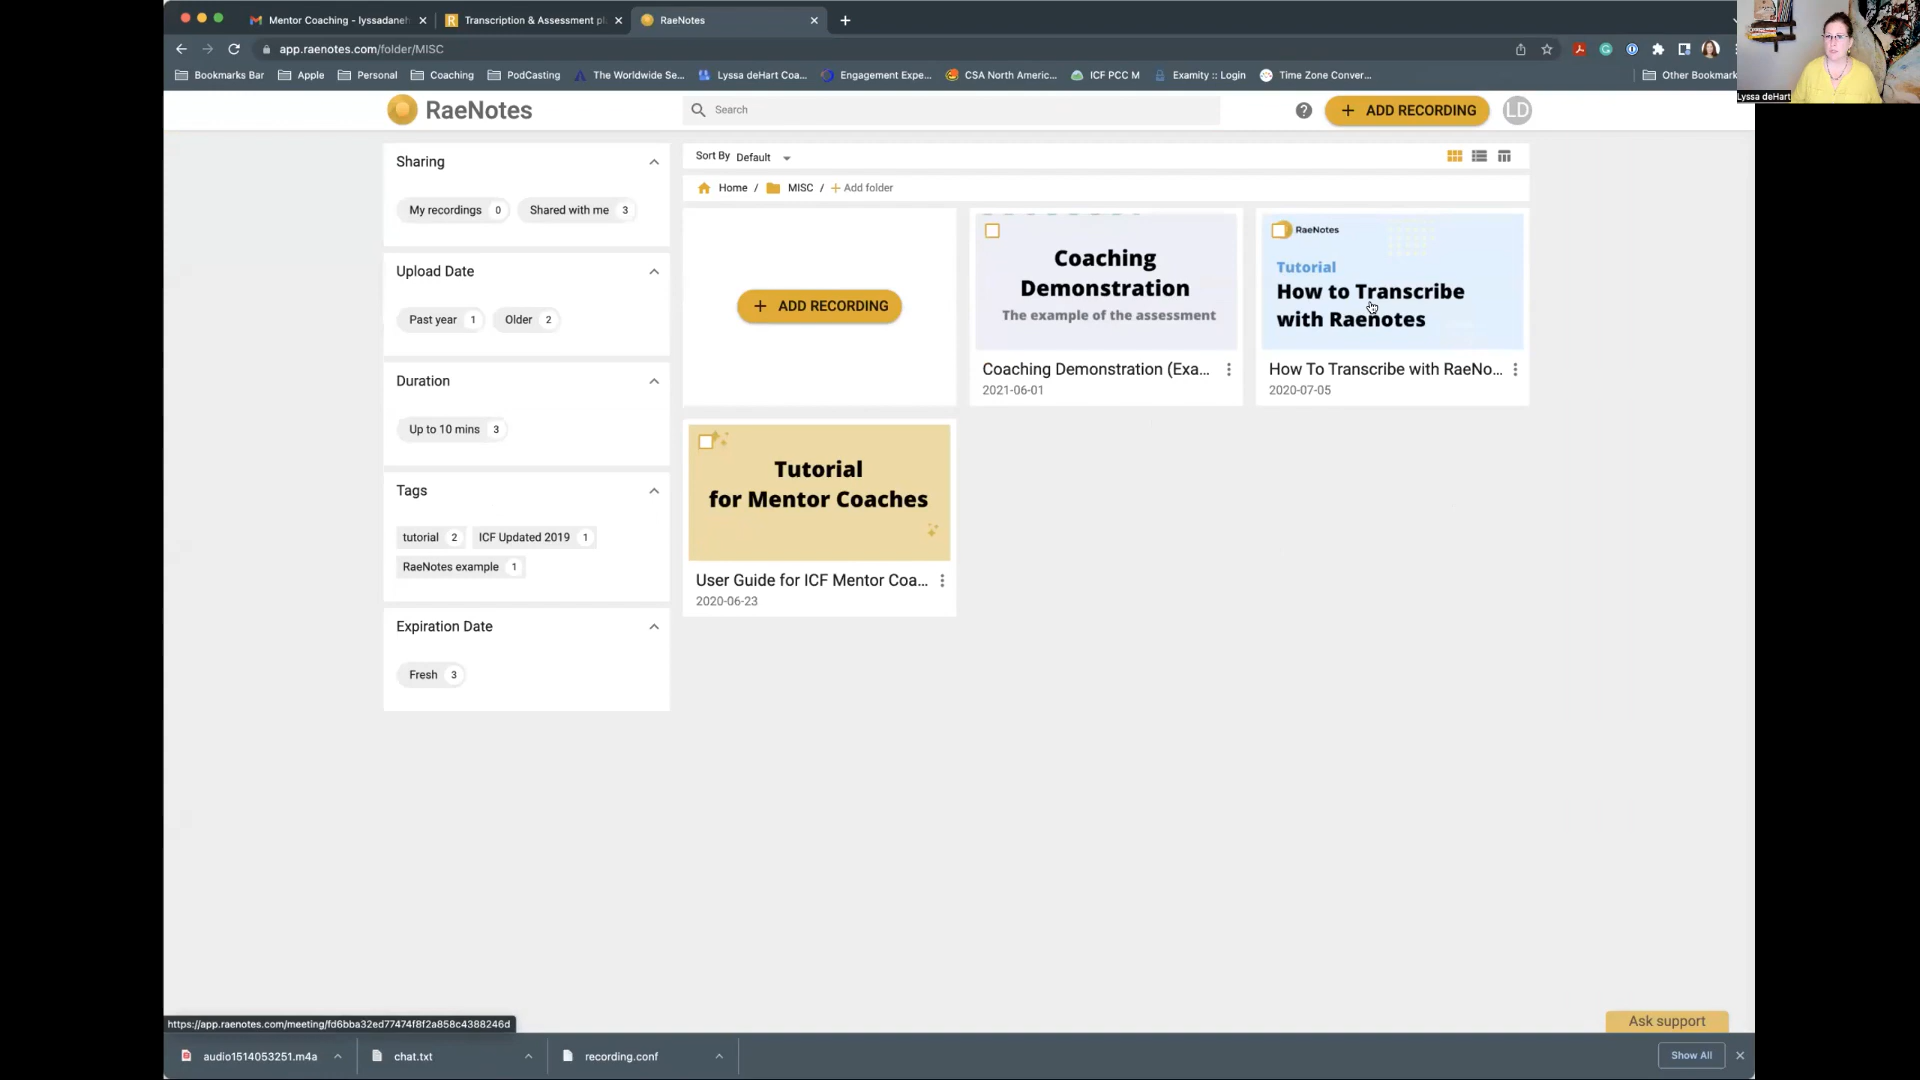 Mentor Coaching - lyssadaneh
Transcription & Assessment pl
RaeNotes
app.raenotes.com/folder/MISC
Bookmarks Bar
Apple
Personal
Coaching
PodCasting
The Worldwide Se...
Lyssa deHart Coa...
Engagement Expe...
CSA North Americ...
ICF PCC M
Examity :: Login
Time Zone Conver...
Other Bookmark
Lyssa deHart
RaeNotes
Search
+ ADD RECORDING
LD
Sharing
My recordings 0
Shared with me 3
Upload Date
Past year 1
Older 2
Duration
Up to 10 mins 3
Tags
tutorial 2
ICF Updated 2019 1
RaeNotes example 1
Expiration Date
Fresh 3
Sort By Default
Home / MISC / + Add folder
+ ADD RECORDING
Coaching
Demonstration
The example of the assessment
Coaching Demonstration (Exa...
2021-06-01
RaeNotes
Tutorial
How to Transcribe
with Raenotes
How To Transcribe with RaeNo...
2020-07-05
Tutorial
for Mentor Coaches
User Guide for ICF Mentor Coa...
2020-06-23
Ask support
https://app.raenotes.com/meeting/fd6bba32ed77474f8f2a858c4388246d
audio1514053251.m4a
chat.txt
recording.conf
Show All